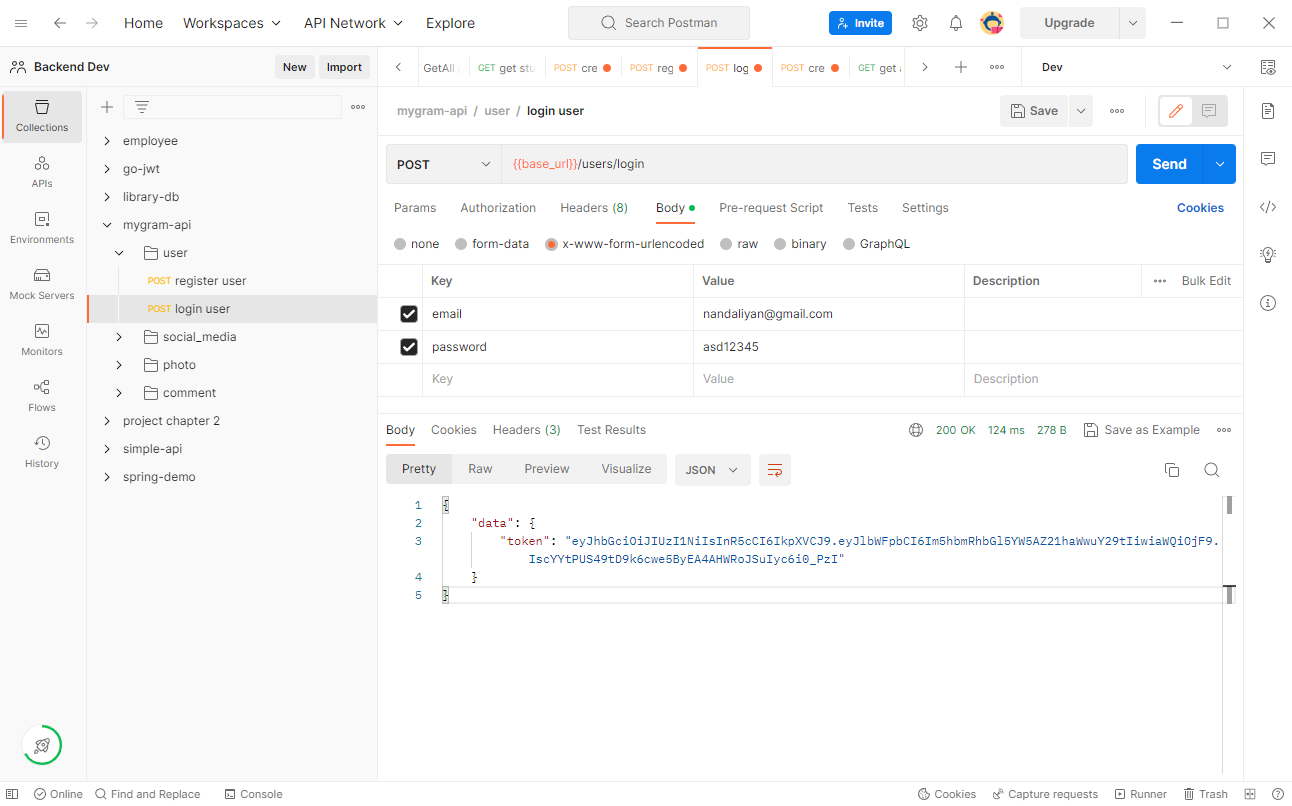 Home Workspaces API Network Explore Search Postman Invite Upgrade
Backend Dev New Import
GetAll GET get stu POST cre POST reg POST log POST cre GET get Dev
Collections
APIs
Environments
Mock Servers
Monitors
Flows
History
employee
go-jwt
library-db
mygram-api
user
POST register user
POST login user
social_media
photo
comment
project chapter 2
simple-api
spring-demo
mygram-api / user / login user Save
POST {{base_url}}/users/login Send
Params Authorization Headers (8) Body Pre-request Script Tests Settings Cookies
none form-data x-www-form-urlencoded raw binary GraphQL
Key Value Description Bulk Edit
email nandaliyan@gmail.com
password asd12345
Key Value Description
Body Cookies Headers (3) Test Results 200 OK 124 ms 278 B Save as Example
Pretty Raw Preview Visualize JSON
1 {
2 "data": {
3 "token": "eyJhbGciOiJIUzI1NiIsInR5cCI6IkpXVCJ9.eyJlbWFpbCI6Im5hbmRhbGl5YW5AZ21haWwuY29tIiwiaWQiOjF9.
IscYYtPUS49tD9k6cwe5ByEA4AHWRoJSuIyc6i0_PzI"
4 }
5 }
Online Find and Replace Console Cookies Capture requests Runner Trash